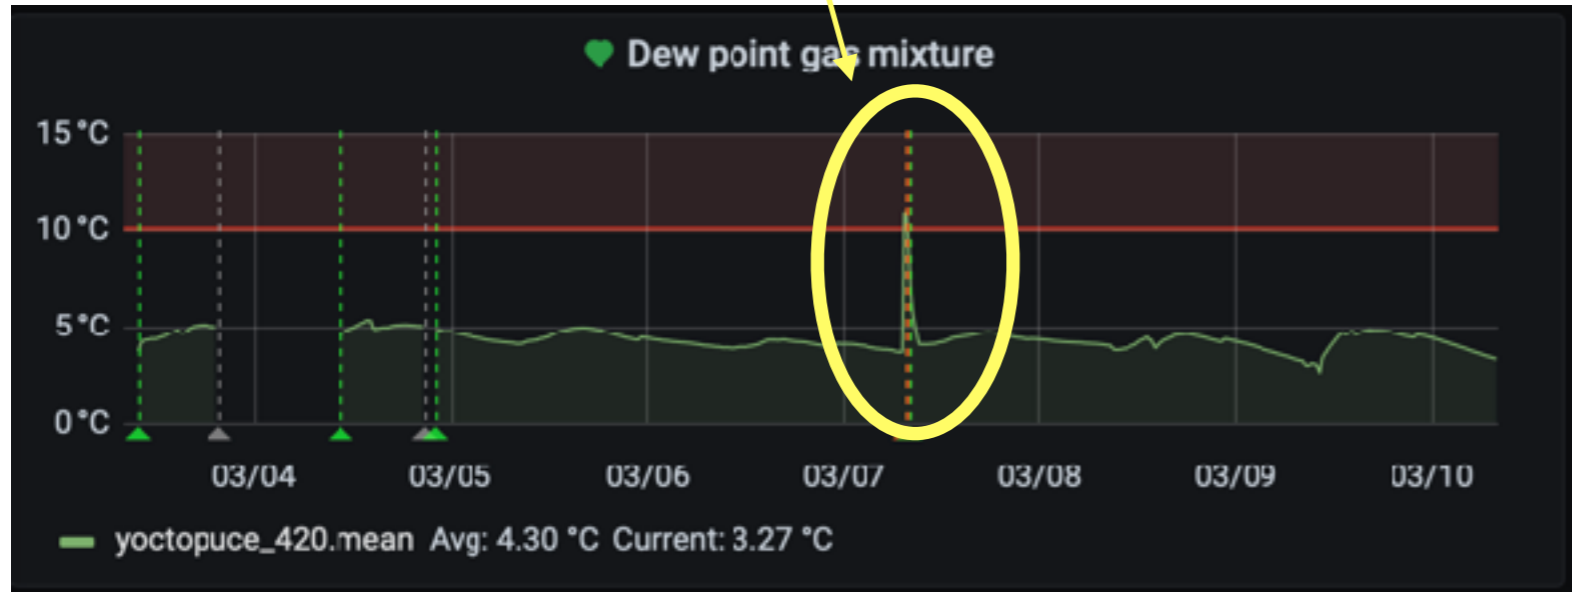 Dew point gas mixture
15 °C
10 °C
5 °C
0 °C
03/04 03/05 03/06 03/07 03/08 03/09 03/10
yoctopuce_420.mean Avg: 4.30 °C Current: 3.27 °C